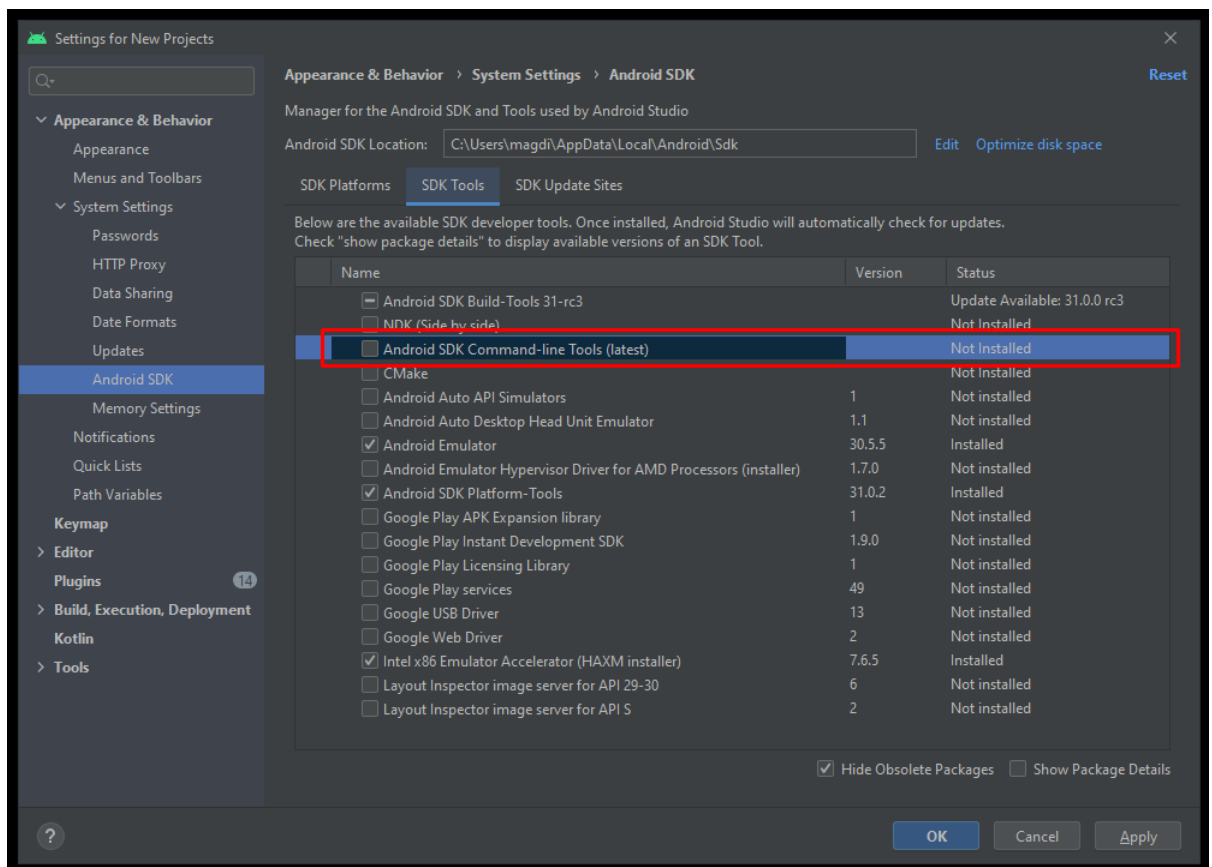 Settings for New Projects
Appearance & Behavior › System Settings › Android SDK
Reset
Manager for the Android SDK and Tools used by Android Studio
Android SDK Location: C:\Users\magdi\AppData\Local\Android\Sdk Edit Optimize disk space
Appearance & Behavior
Appearance
Menus and Toolbars
System Settings
Passwords
HTTP Proxy
Data Sharing
Date Formats
Updates
Android SDK
Memory Settings
Notifications
Quick Lists
Path Variables
Keymap
Editor
Plugins 14
Build, Execution, Deployment
Kotlin
Tools
SDK Platforms SDK Tools SDK Update Sites
Below are the available SDK developer tools. Once installed, Android Studio will automatically check for updates.
Check "show package details" to display available versions of an SDK Tool.
Name Version Status
Android SDK Build-Tools 31-rc3 Update Available: 31.0.0 rc3
NDK (Side by side) Not Installed
Android SDK Command-line Tools (latest) Not Installed
CMake Not Installed
Android Auto API Simulators 1 Not installed
Android Auto Desktop Head Unit Emulator 1.1 Not installed
Android Emulator 30.5.5 Installed
Android Emulator Hypervisor Driver for AMD Processors (installer) 1.7.0 Not installed
Android SDK Platform-Tools 31.0.2 Installed
Google Play APK Expansion library 1 Not installed
Google Play Instant Development SDK 1.9.0 Not installed
Google Play Licensing Library 1 Not installed
Google Play services 49 Not installed
Google USB Driver 13 Not installed
Google Web Driver 2 Not installed
Intel x86 Emulator Accelerator (HAXM installer) 7.6.5 Installed
Layout Inspector image server for API 29-30 6 Not installed
Layout Inspector image server for API S 2 Not installed
Hide Obsolete Packages Show Package Details
? OK Cancel Apply